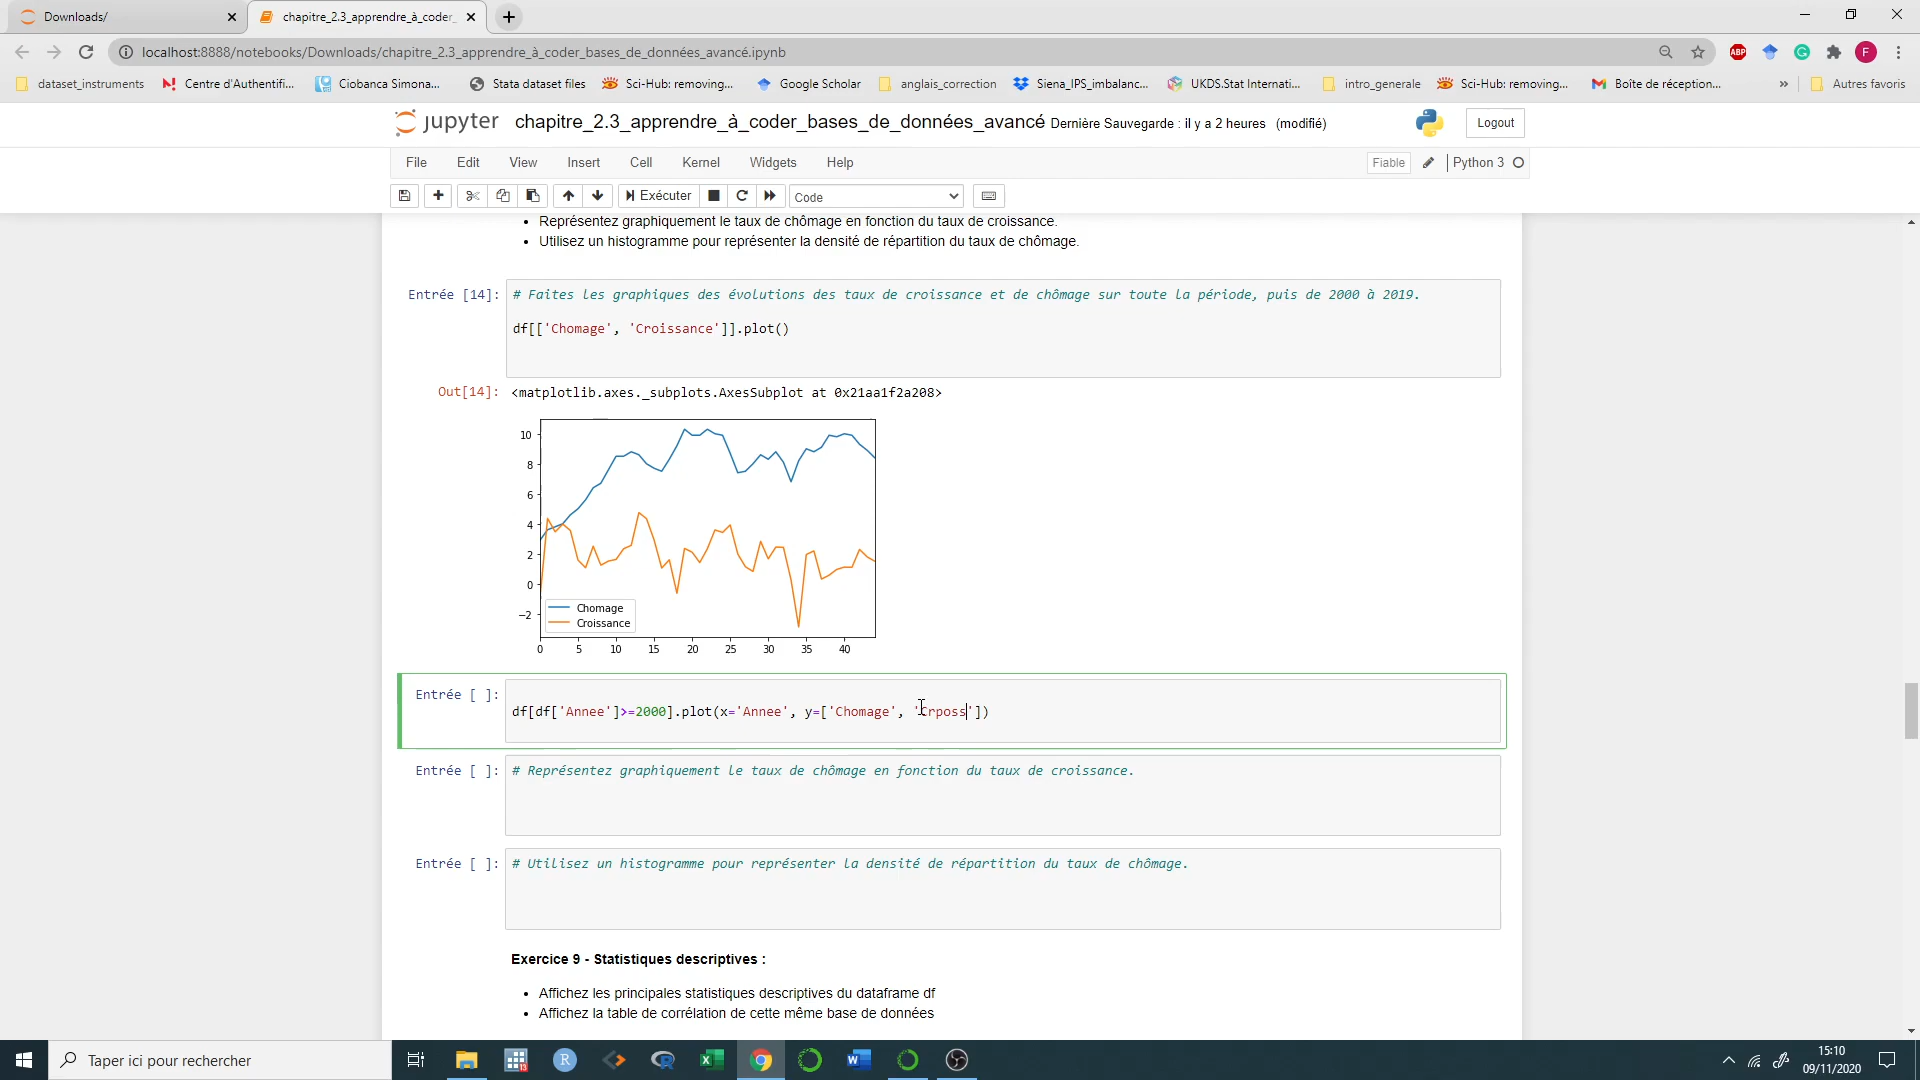 Downloads/
chapitre_2.3_apprendre_à_coder_
localhost:8888/notebooks/Downloads/chapitre_2.3_apprendre_à_coder_bases_de_données_avancé.ipynb
ABP
F
dataset_instruments
Centre d'Authentifi...
Ciobanca Simona...
Stata dataset files
Sci-Hub: removing...
Google Scholar
anglais_correction
Siena_IPS_imbalanc...
UKDS.Stat Internati...
intro_generale
Sci-Hub: removing...
Boîte de réception...
»
Autres favoris
jupyter chapitre_2.3_apprendre_à_coder_bases_de_données_avancé Dernière Sauvegarde : il y a 2 heures (modifié)
Logout
File Edit View Insert Cell Kernel Widgets Help
Fiable
Python 3
Exécuter
Code
• Représentez graphiquement le taux de chômage en fonction du taux de croissance.
• Utilisez un histogramme pour représenter la densité de répartition du taux de chômage.
Entrée [14]: # Faites les graphiques des évolutions des taux de croissance et de chômage sur toute la période, puis de 2000 à 2019.
df[['Chomage', 'Croissance']].plot()
Out[14]: <matplotlib.axes._subplots.AxesSubplot at 0x21aa1f2a208>
10
8
6
4
2
0
−2
Chomage
Croissance
0 5 10 15 20 25 30 35 40
Entrée [ ]:
df[df['Annee']>=2000].plot(x='Annee', y=['Chomage', 'Crposs'])
Entrée [ ]: # Représentez graphiquement le taux de chômage en fonction du taux de croissance.
Entrée [ ]: # Utilisez un histogramme pour représenter la densité de répartition du taux de chômage.
Exercice 9 - Statistiques descriptives :
• Affichez les principales statistiques descriptives du dataframe df
• Affichez la table de corrélation de cette même base de données
Taper ici pour rechercher
15:10
09/11/2020